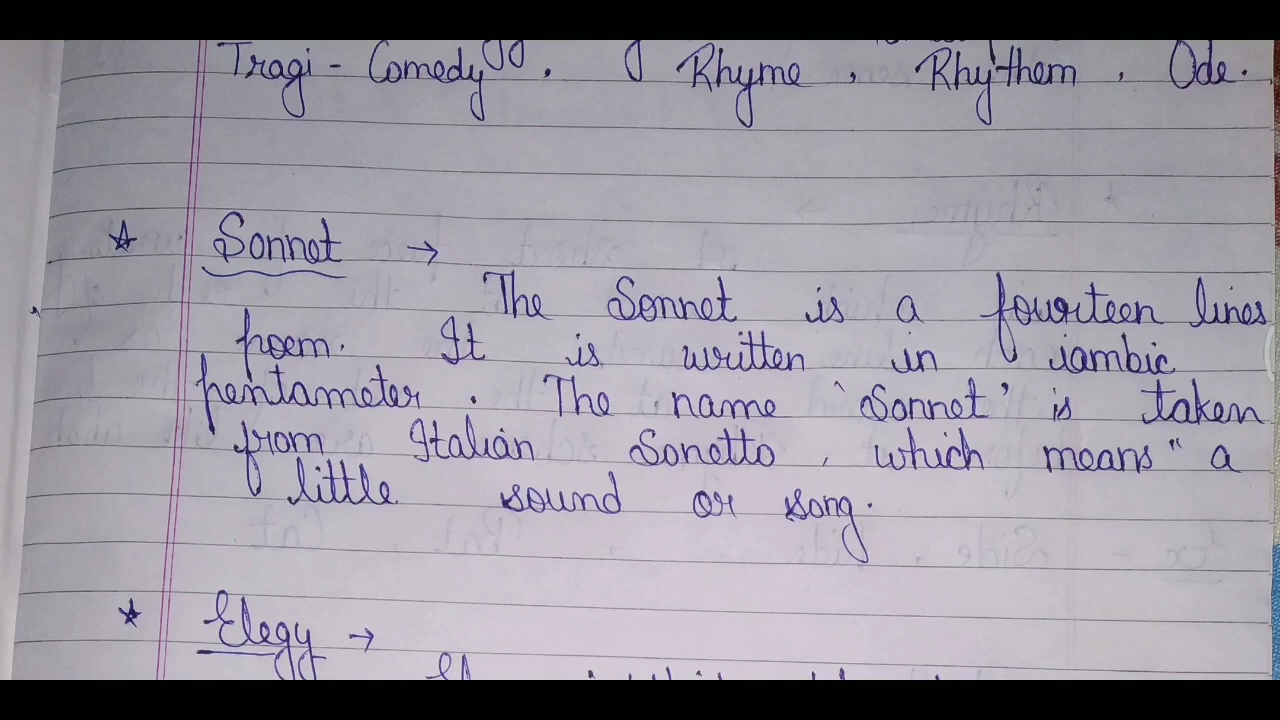 Tragi - Comedy, Rhyme, Rhythem, Ode.
☆ Sonnet →
The Sonnet is a fourteen lines
poem. It is written in iambic
pentameter. The name 'Sonnet' is taken
from Italian Sonetto, which means " a
little sound or song.
☆ Elegy →